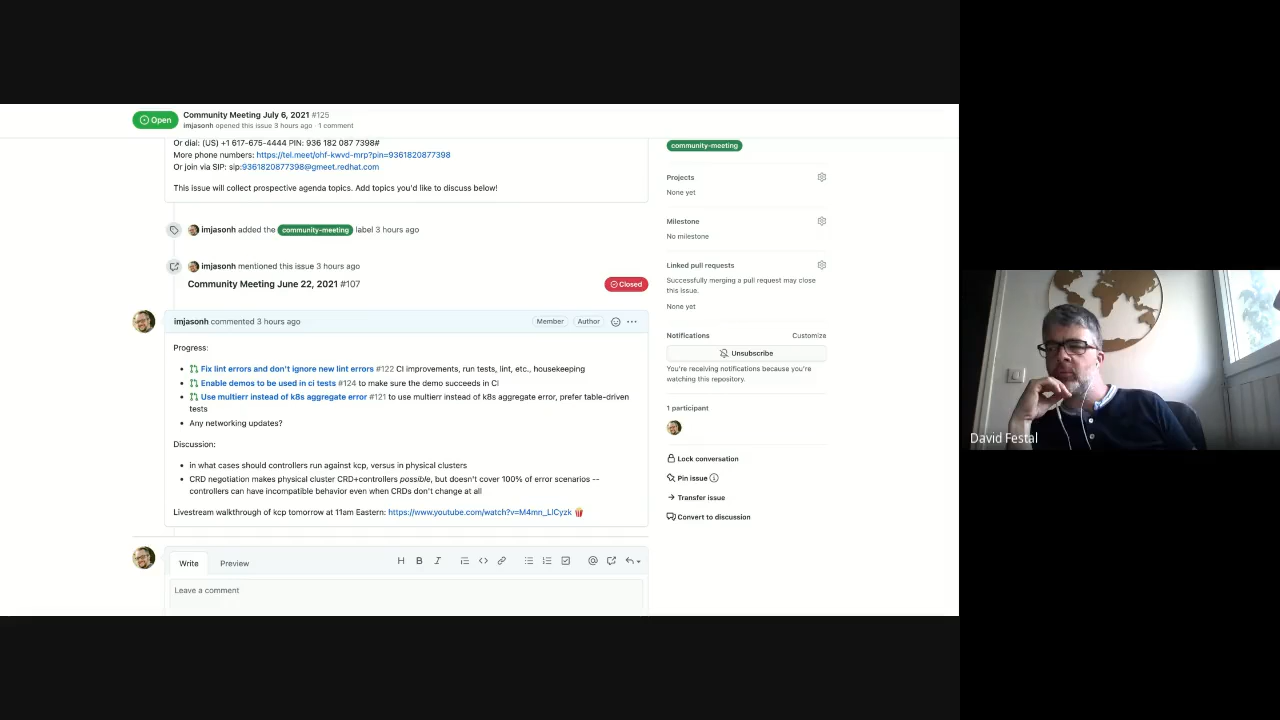 Open
Community Meeting July 6, 2021 #125
imjasonh opened this issue 3 hours ago · 1 comment
Or dial: (US) +1 617-675-4444 PIN: 936 182 087 7398#
More phone numbers: https://tel.meet/ohf-kwvd-mrp?pin=9361820877398
Or join via SIP: sip:9361820877398@gmeet.redhat.com
This issue will collect prospective agenda topics. Add topics you'd like to discuss below!
imjasonh added the community-meeting label 3 hours ago
imjasonh mentioned this issue 3 hours ago
Community Meeting June 22, 2021 #107
Closed
imjasonh commented 3 hours ago
Member
Author
Progress:
Fix lint errors and don't ignore new lint errors #122 CI improvements, run tests, lint, etc., housekeeping
Enable demos to be used in ci tests #124 to make sure the demo succeeds in CI
Use multierr instead of k8s aggregate error #121 to use multierr instead of k8s aggregate error, prefer table-driven
tests
Any networking updates?
Discussion:
in what cases should controllers run against kcp, versus in physical clusters
CRD negotiation makes physical cluster CRD+controllers possible, but doesn't cover 100% of error scenarios --
controllers can have incompatible behavior even when CRDs don't change at all
Livestream walkthrough of kcp tomorrow at 11am Eastern: https://www.youtube.com/watch?v=M4mn_LlCyzk 🍿
Write
Preview
H B I
Leave a comment
community-meeting
Projects
None yet
Milestone
No milestone
Linked pull requests
Successfully merging a pull request may close
this issue.
None yet
Notifications
Customize
Unsubscribe
You're receiving notifications because you're
watching this repository.
1 participant
Lock conversation
Pin issue
Transfer issue
Convert to discussion
David Festal